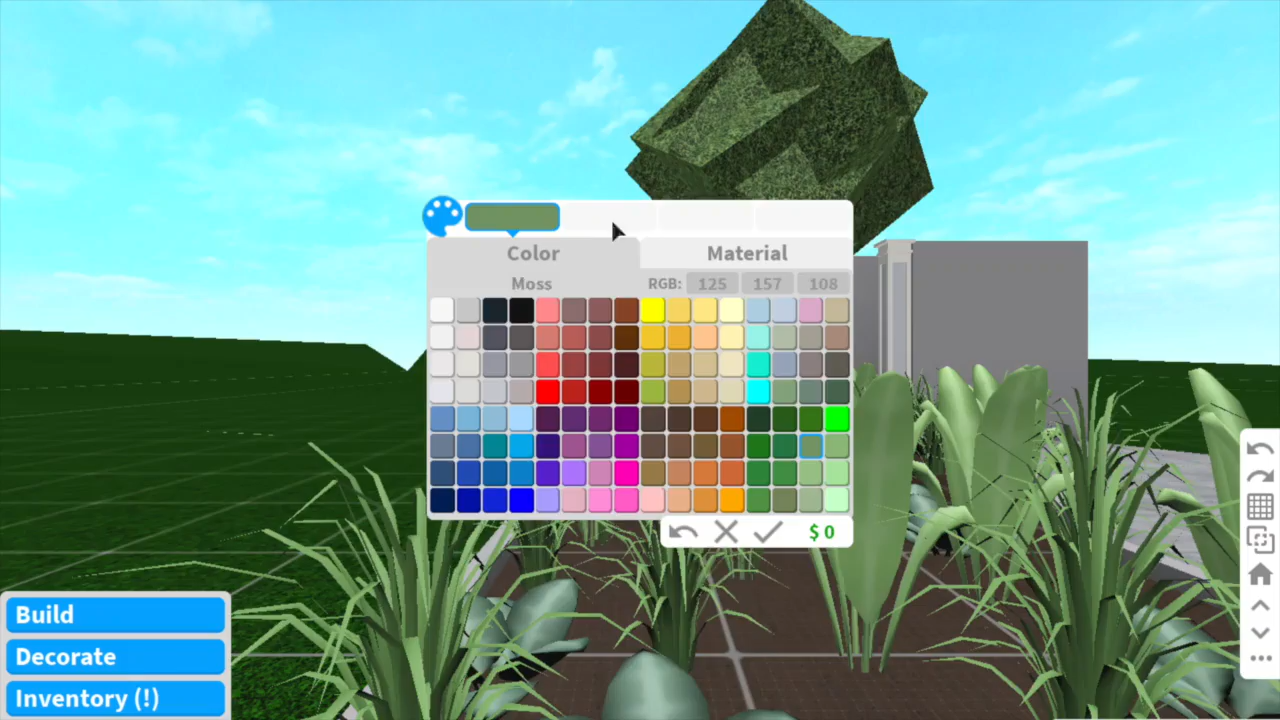 Color Material
Moss RGB: 125 157 108
$ 0
Build
Decorate
Inventory (!)